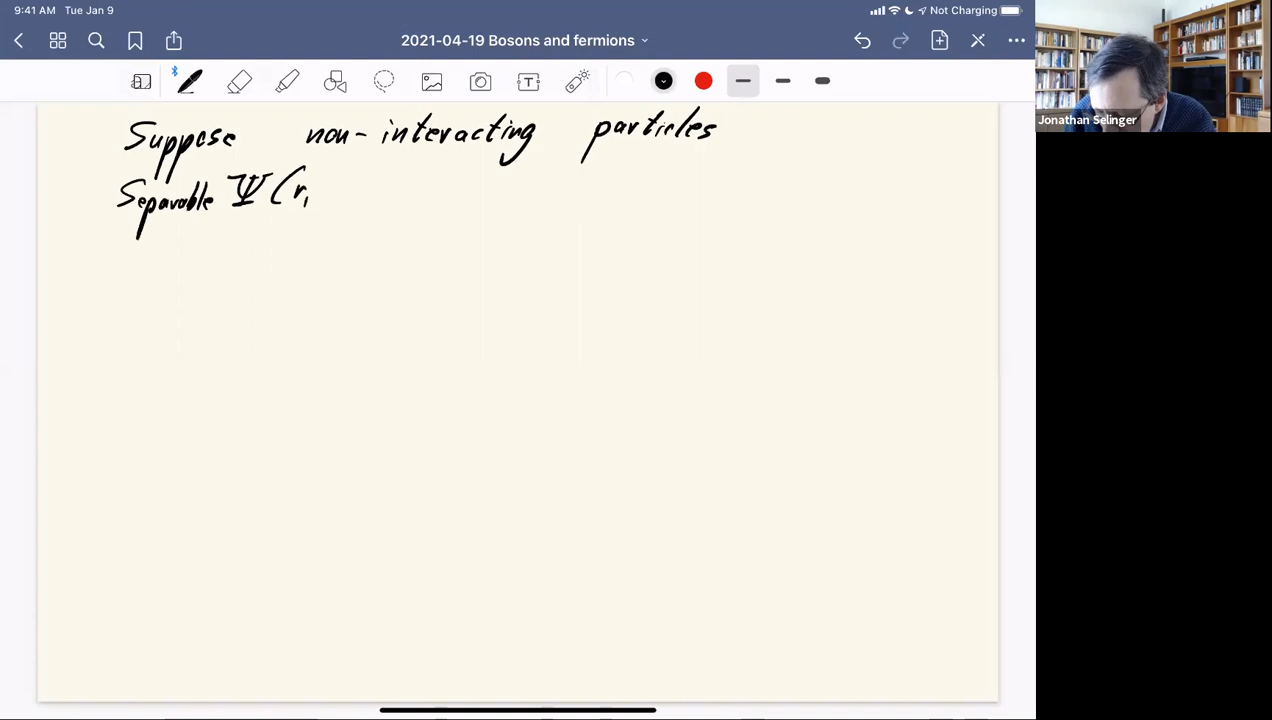 9:41 AM Tue Jan 9
Not Charging
2021-04-19 Bosons and fermions
Jonathan Selinger
Suppose non-interacting particles
Separable Ψ(r₁